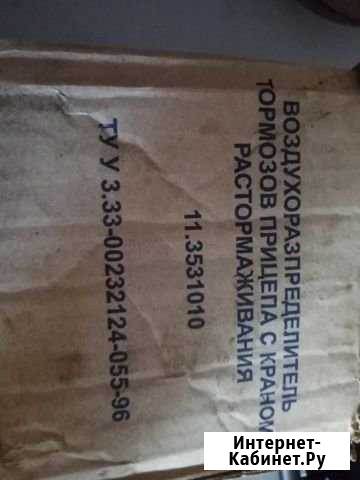 ВОЗДУХОРАЗПРЕДЕЛИТЕЛЬ
ТОРМОЗОВ ПРИЦЕПА С КРАНОМ
РАСТОРМАЖИВАНИЯ
11.3531010
ТУ У 3.33-00232124-055-96
Интернет-
Кабинет.Ру